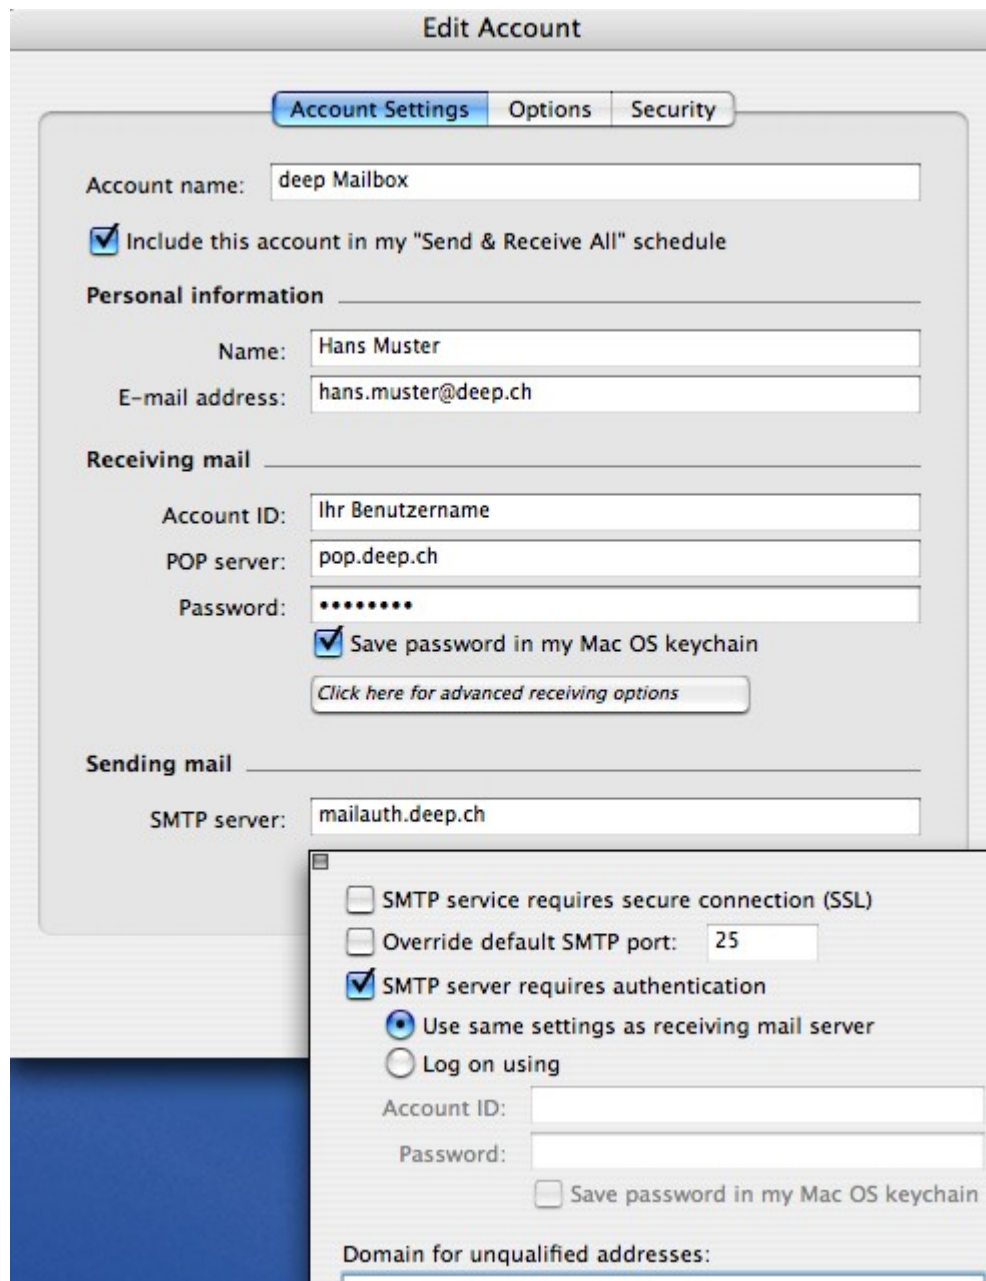 Edit Account
Account Settings Options Security
Account name: deep Mailbox
Include this account in my "Send & Receive All" schedule
Personal information
Name: Hans Muster
E-mail address: hans.muster@deep.ch
Receiving mail
Account ID: Ihr Benutzername
POP server: pop.deep.ch
Password: ••••••••
Save password in my Mac OS keychain
Click here for advanced receiving options
Sending mail
SMTP server: mailauth.deep.ch
SMTP service requires secure connection (SSL)
Override default SMTP port: 25
SMTP server requires authentication
Use same settings as receiving mail server
Log on using
Account ID:
Password:
Save password in my Mac OS keychain
Domain for unqualified addresses: